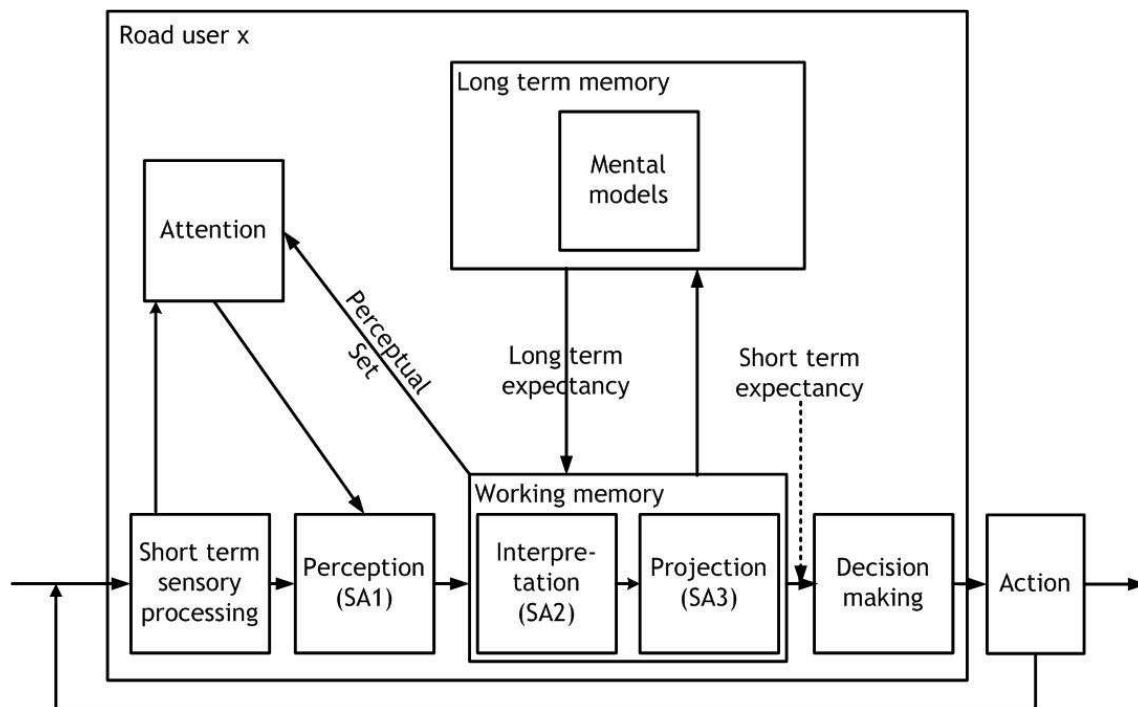 Road user x
Long term memory
Mental
models
Attention
Perceptual
Set
Long term
expectancy
Short term
expectancy
Working memory
Short term
sensory
processing
Perception
(SA1)
Interpre-
tation
(SA2)
Projection
(SA3)
Decision
making
Action